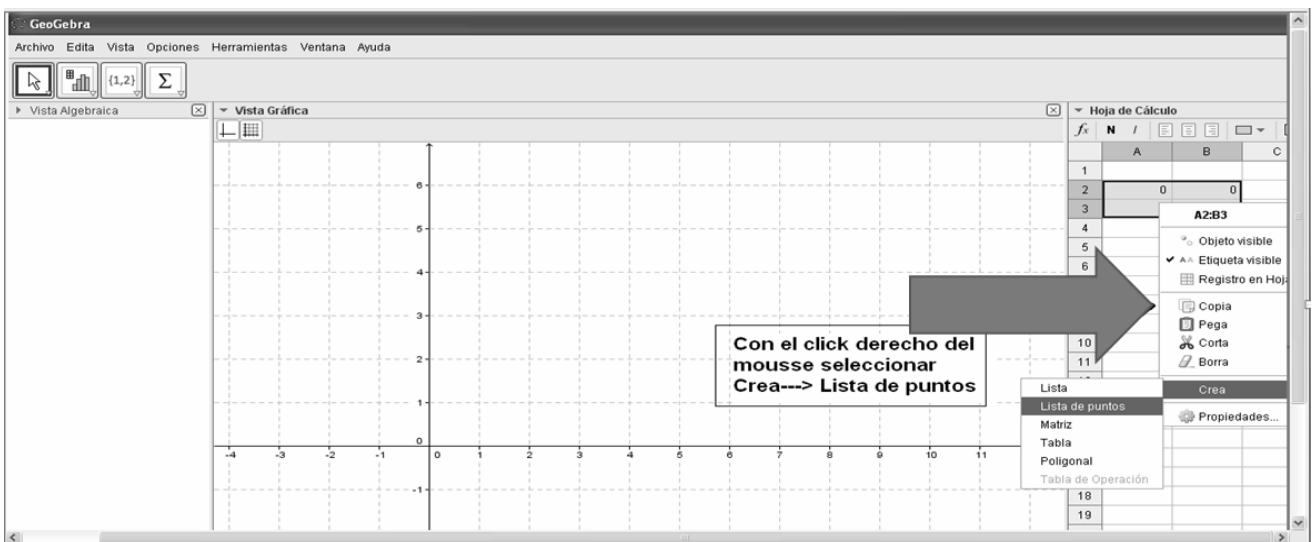 GeoGebra
Archivo Edita Vista Opciones Herramientas Ventana Ayuda
{1,2} Σ
Vista Algebraica
Vista Gráfica
Hoja de Cálculo
fx N I
A B C
1
2 0 0
3
4
5
6
10
11
18
19
A2:B3
Objeto visible
AA Etiqueta visible
Registro en Hoj
Copia
Pega
Corta
Borra
Crea
Propiedades...
Lista
Lista de puntos
Matriz
Tabla
Poligonal
Tabla de Operación
Con el click derecho del
mousse seleccionar
Crea---> Lista de puntos
6
5
4
3
2
1
0
-4 -3 -2 -1 0 1 2 3 4 5 6 7 8 9 10 11
-1